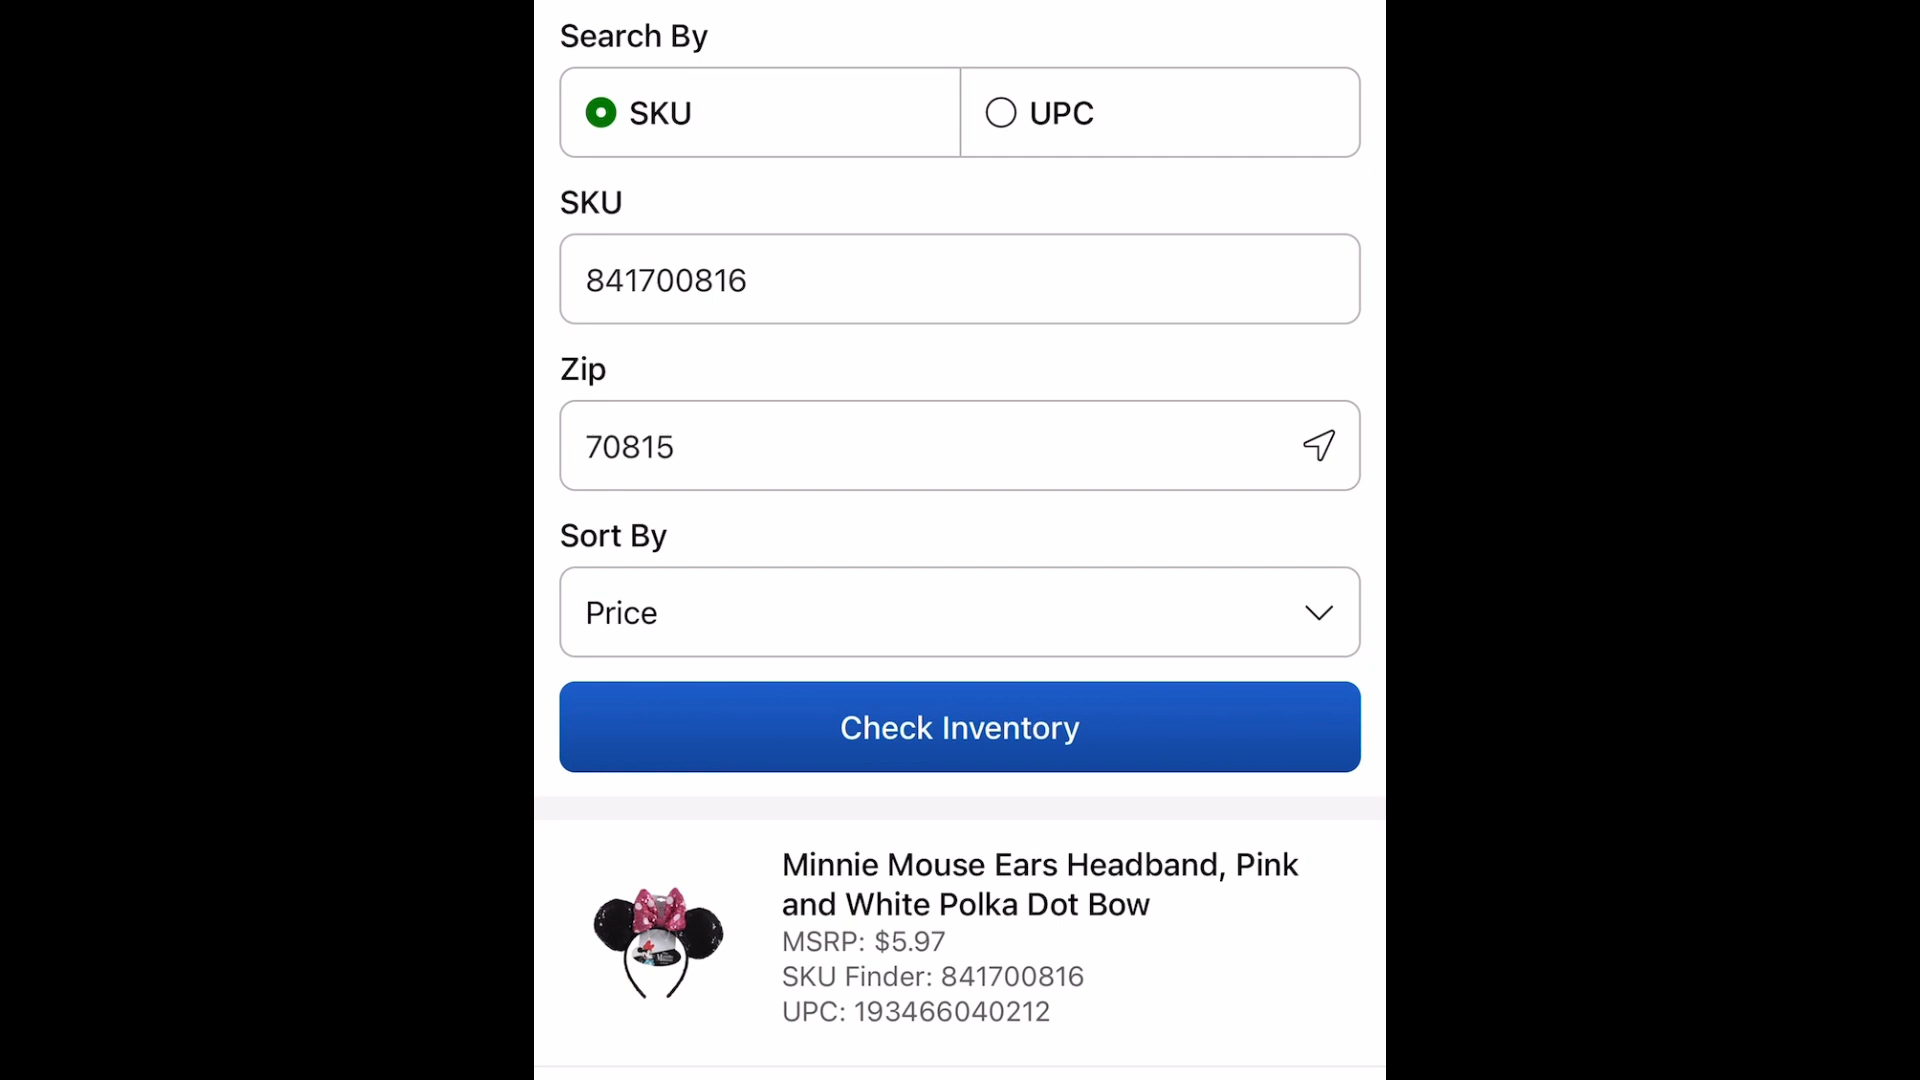 Search By
SKU
UPC
SKU
841700816
Zip
70815
Sort By
Price
Check Inventory
Minnie Mouse Ears Headband, Pink
and White Polka Dot Bow
MSRP: $5.97
SKU Finder: 841700816
UPC: 193466040212